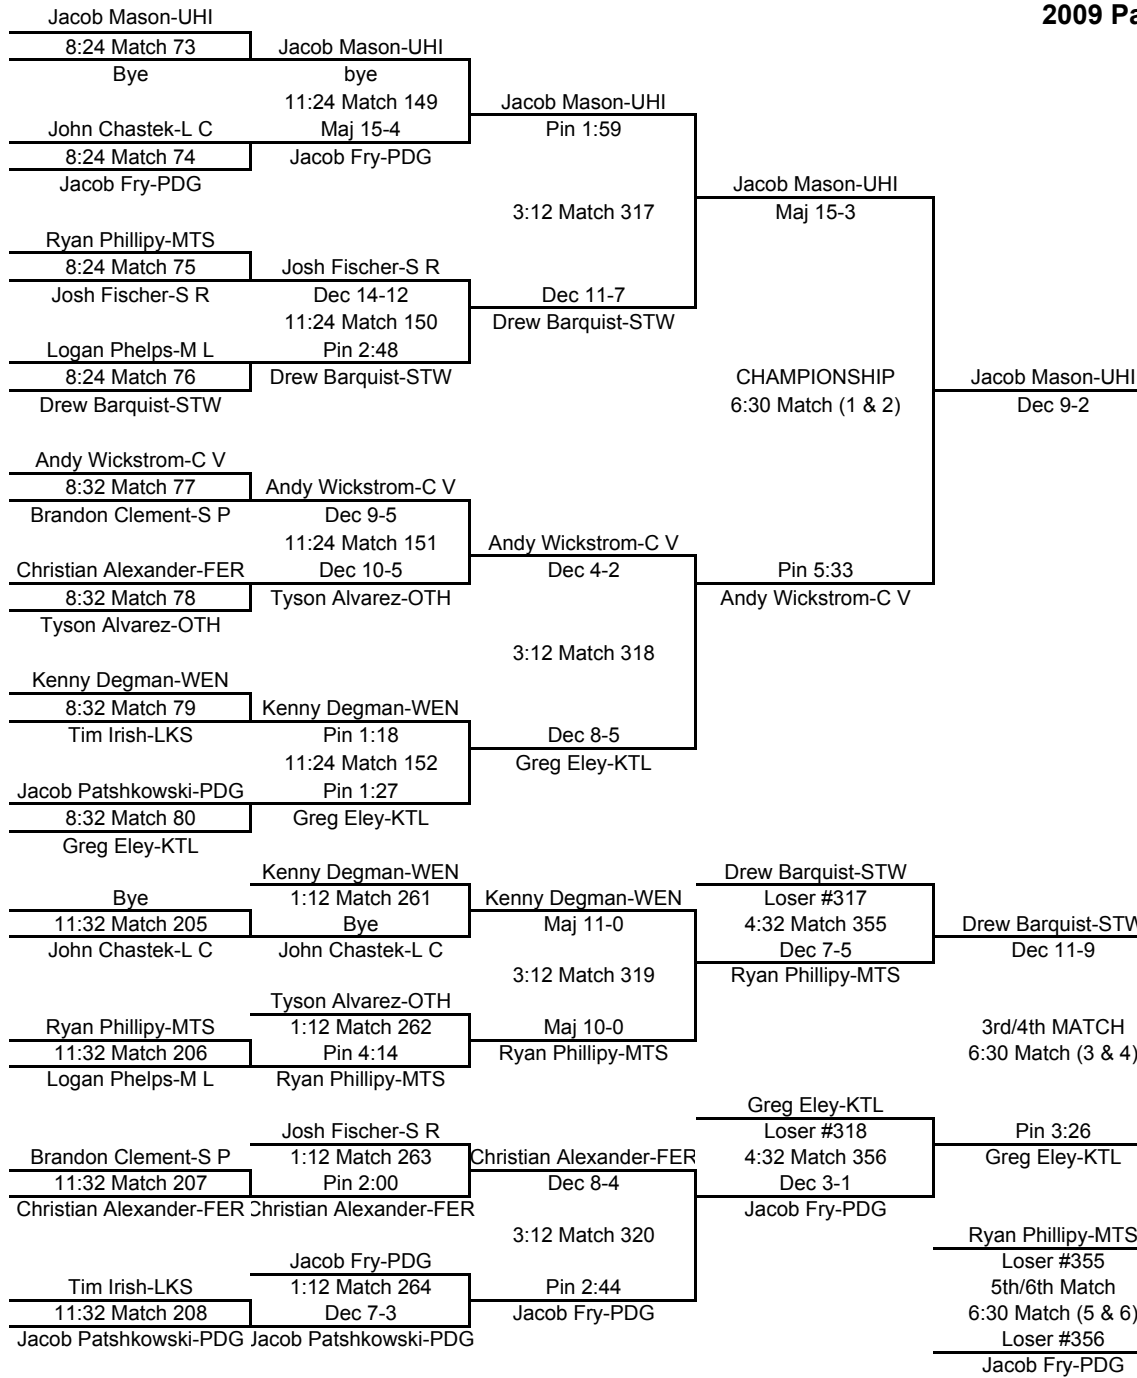 2009 Pa
Jacob Mason-UHI
8:24 Match 73
Bye
John Chastek-L C
8:24 Match 74
Jacob Fry-PDG
Ryan Phillipy-MTS
8:24 Match 75
Josh Fischer-S R
Logan Phelps-M L
8:24 Match 76
Drew Barquist-STW
Andy Wickstrom-C V
8:32 Match 77
Brandon Clement-S P
Christian Alexander-FER
8:32 Match 78
Tyson Alvarez-OTH
Kenny Degman-WEN
8:32 Match 79
Tim Irish-LKS
Jacob Patshkowski-PDG
8:32 Match 80
Greg Eley-KTL
Jacob Mason-UHI
bye
11:24 Match 149
Maj 15-4
Jacob Fry-PDG
Josh Fischer-S R
Dec 14-12
11:24 Match 150
Pin 2:48
Drew Barquist-STW
Andy Wickstrom-C V
Dec 9-5
11:24 Match 151
Dec 10-5
Tyson Alvarez-OTH
Kenny Degman-WEN
Pin 1:18
11:24 Match 152
Pin 1:27
Greg Eley-KTL
Jacob Mason-UHI
Pin 1:59
3:12 Match 317
Dec 11-7
Drew Barquist-STW
Andy Wickstrom-C V
Dec 4-2
3:12 Match 318
Dec 8-5
Greg Eley-KTL
Jacob Mason-UHI
Maj 15-3
CHAMPIONSHIP
6:30 Match (1 & 2)
Pin 5:33
Andy Wickstrom-C V
Jacob Mason-UHI
Dec 9-2
Bye
11:32 Match 205
John Chastek-L C
Ryan Phillipy-MTS
11:32 Match 206
Logan Phelps-M L
Brandon Clement-S P
11:32 Match 207
Christian Alexander-FER
Tim Irish-LKS
11:32 Match 208
Jacob Patshkowski-PDG
Kenny Degman-WEN
1:12 Match 261
Bye
John Chastek-L C
Tyson Alvarez-OTH
1:12 Match 262
Pin 4:14
Ryan Phillipy-MTS
Josh Fischer-S R
1:12 Match 263
Pin 2:00
Christian Alexander-FER
Jacob Fry-PDG
1:12 Match 264
Dec 7-3
Jacob Patshkowski-PDG
Kenny Degman-WEN
Maj 11-0
3:12 Match 319
Maj 10-0
Ryan Phillipy-MTS
Christian Alexander-FER
Dec 8-4
3:12 Match 320
Pin 2:44
Jacob Fry-PDG
Drew Barquist-STW
Loser #317
4:32 Match 355
Dec 7-5
Ryan Phillipy-MTS
Greg Eley-KTL
Loser #318
4:32 Match 356
Dec 3-1
Jacob Fry-PDG
Drew Barquist-STW
Dec 11-9
3rd/4th MATCH
6:30 Match (3 & 4)
Pin 3:26
Greg Eley-KTL
Ryan Phillipy-MTS
Loser #355
5th/6th Match
6:30 Match (5 & 6)
Loser #356
Jacob Fry-PDG